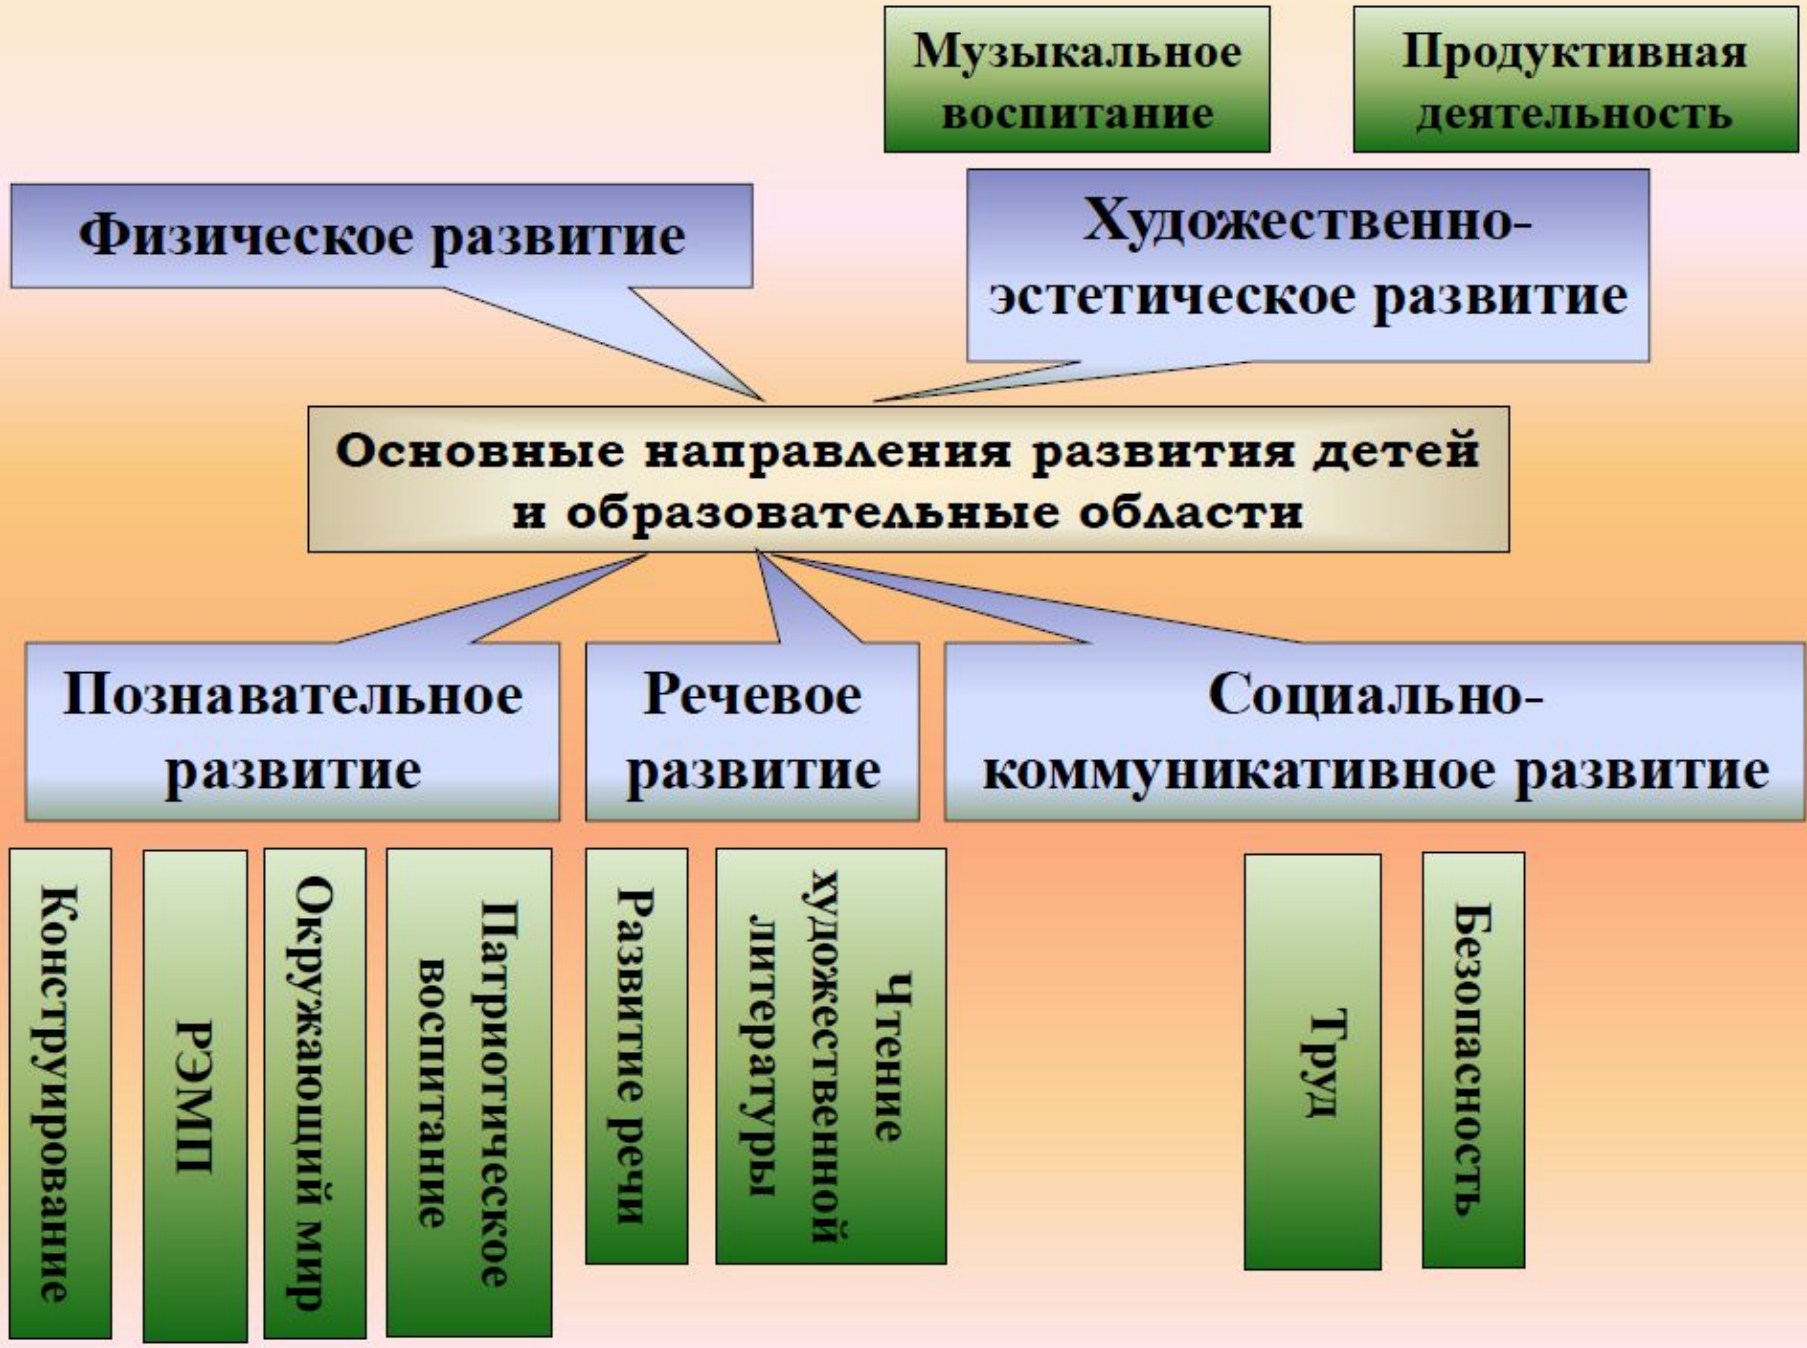 Музыкальное
воспитание
Продуктивная
деятельность
Физическое развитие
Художественно-
эстетическое развитие
Основные направления развития детей
и образовательные области
Познавательное
развитие
Речевое
развитие
Социально-
коммуникативное развитие
Конструирование
РЭМП
Окружающий мир
Патриотическое
воспитание
Развитие речи
Чтение
художественной
литературы
Труд
Безопасность